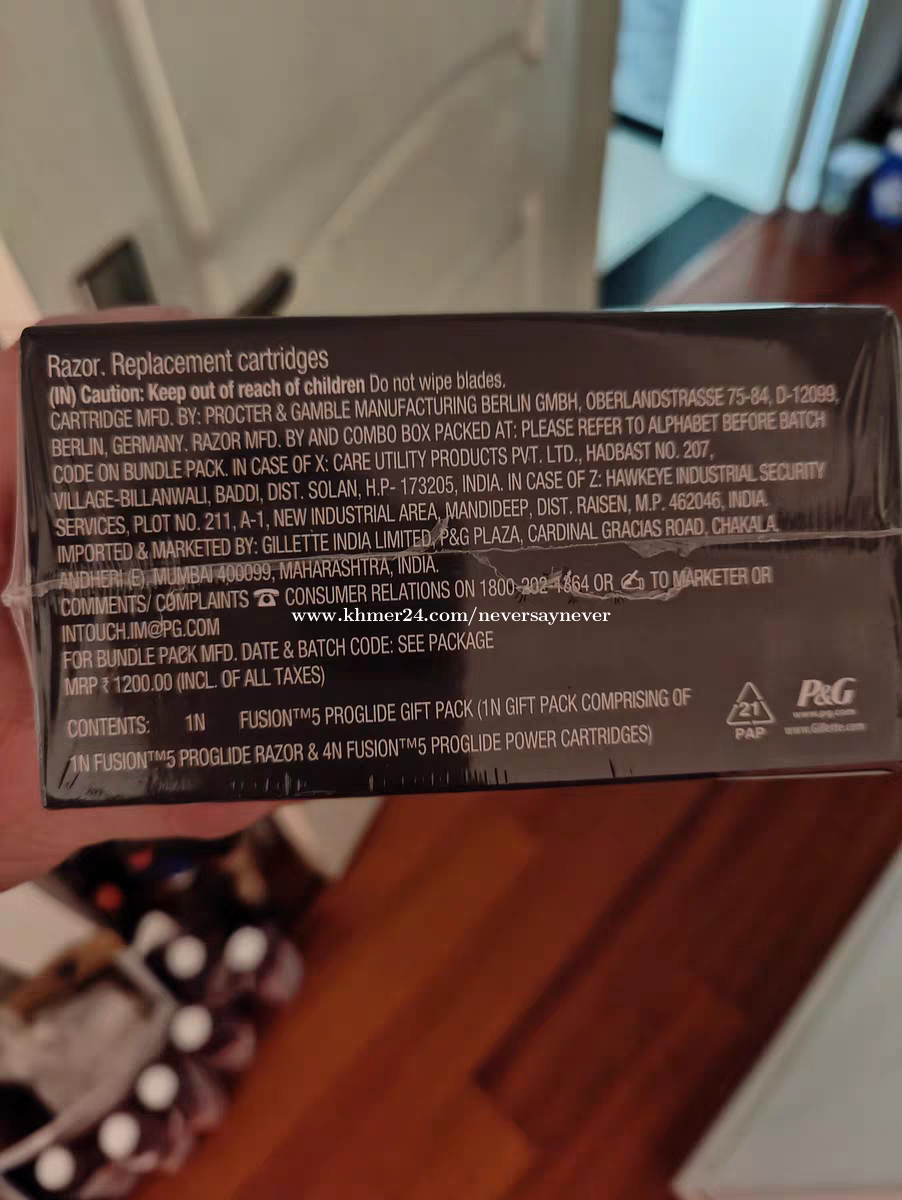 Razor. Replacement cartridges
(IN) Caution: Keep out of reach of children Do not wipe blades.
CARTRIDGE MFD. BY: PROCTER & GAMBLE MANUFACTURING BERLIN GMBH, OBERLANDSTRASSE 75-84, D-12099,
BERLIN, GERMANY. RAZOR MFD. BY AND COMBO BOX PACKED AT: PLEASE REFER TO ALPHABET BEFORE BATCH
CODE ON BUNDLE PACK. IN CASE OF X: CARE UTILITY PRODUCTS PVT. LTD., HADBAST NO. 207,
VILLAGE-BILLANWALI, BADDI, DIST. SOLAN, H.P- 173205, INDIA. IN CASE OF Z: HAWKEYE INDUSTRIAL SECURITY
SERVICES, PLOT NO. 211, A-1, NEW INDUSTRIAL AREA, MANDIDEEP, DIST. RAISEN, M.P. 462046, INDIA.
IMPORTED & MARKETED BY: GILLETTE INDIA LIMITED, P&G PLAZA, CARDINAL GRACIAS ROAD, CHAKALA,
ANDHERI (E), MUMBAI 400099, MAHARASHTRA, INDIA.
COMMENTS/ COMPLAINTS ☎ CONSUMER RELATIONS ON 1800-202-1364 OR ✍ TO MARKETER OR
www.khmer24.com/neversaynever
INTOUCH.IM@PG.COM
FOR BUNDLE PACK MFD. DATE & BATCH CODE: SEE PACKAGE
MRP ₹ 1200.00 (INCL. OF ALL TAXES)
CONTENTS: 1N FUSION™5 PROGLIDE GIFT PACK (1N GIFT PACK COMPRISING OF
1N FUSION™5 PROGLIDE RAZOR & 4N FUSION™5 PROGLIDE POWER CARTRIDGES)
21
PAP
P&G
www.pg.com
www.Gillette.com